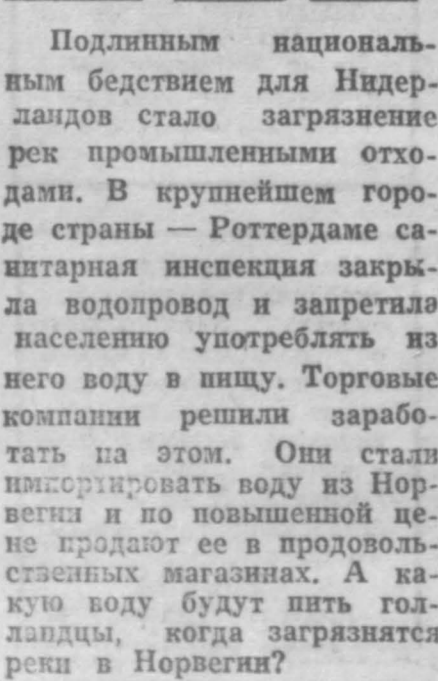 Подлинным националь-
ным бедствием для Нидер-
ландов стало загрязнение
рек промышленными отхо-
дами. В крупнейшем горо-
де страны — Роттердаме са-
нитарная инспекция закры-
ла водопровод и запретила
населению употреблять из
него воду в пищу. Торговые
компании решили зарабо-
тать на этом. Они стали
импортировать воду из Нор-
вегии и по повышенной це-
не продают ее в продоволь-
ственных магазинах. А ка-
кую воду будут пить гол-
ландцы, когда загрязнятся
реки в Норвегии?